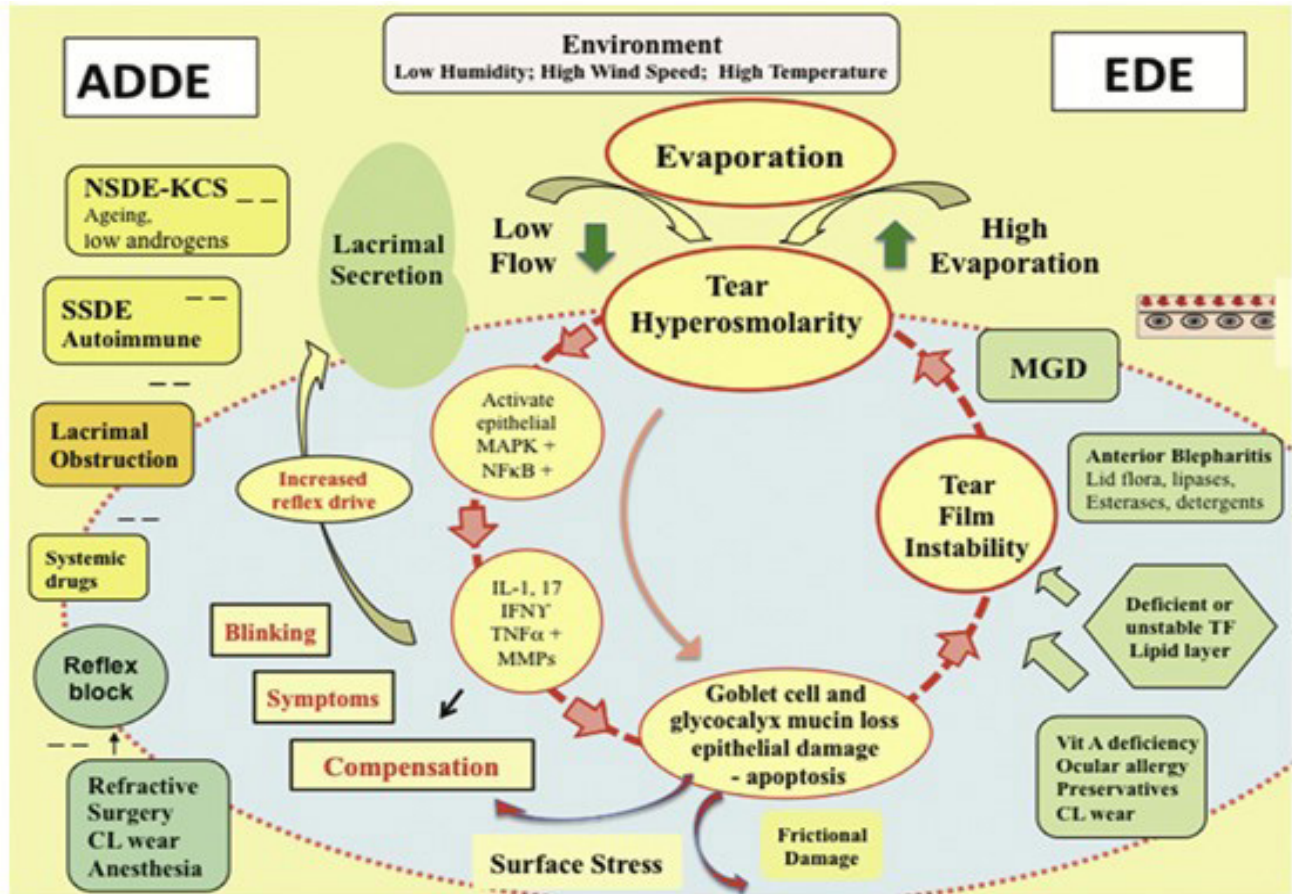 ADDE
Environment
Low Humidity; High Wind Speed; High Temperature
EDE
Evaporation
NSDE-KCS
Ageing,
low androgens
Lacrimal
Secretion
Low
Flow
High
Evaporation
Tear
Hyperosmolarity
SSDE
Autoimmune
MGD
Activate
epithelial
MAPK +
NFκB +
Lacrimal
Obstruction
Increased
reflex drive
Anterior Blepharitis
Lid flora, lipases,
Esterases, detergents
Tear
Film
Instability
Systemic
drugs
IL-1, 17
IFNϒ
TNFα +
MMPs
Blinking
Deficient or
unstable TF
Lipid layer
Reflex
block
Symptoms
Goblet cell and
glycocalyx mucin loss
epithelial damage
- apoptosis
Compensation
Vit A deficiency
Ocular allergy
Preservatives
CL wear
Refractive
Surgery
CL wear
Anesthesia
Surface Stress
Frictional
Damage